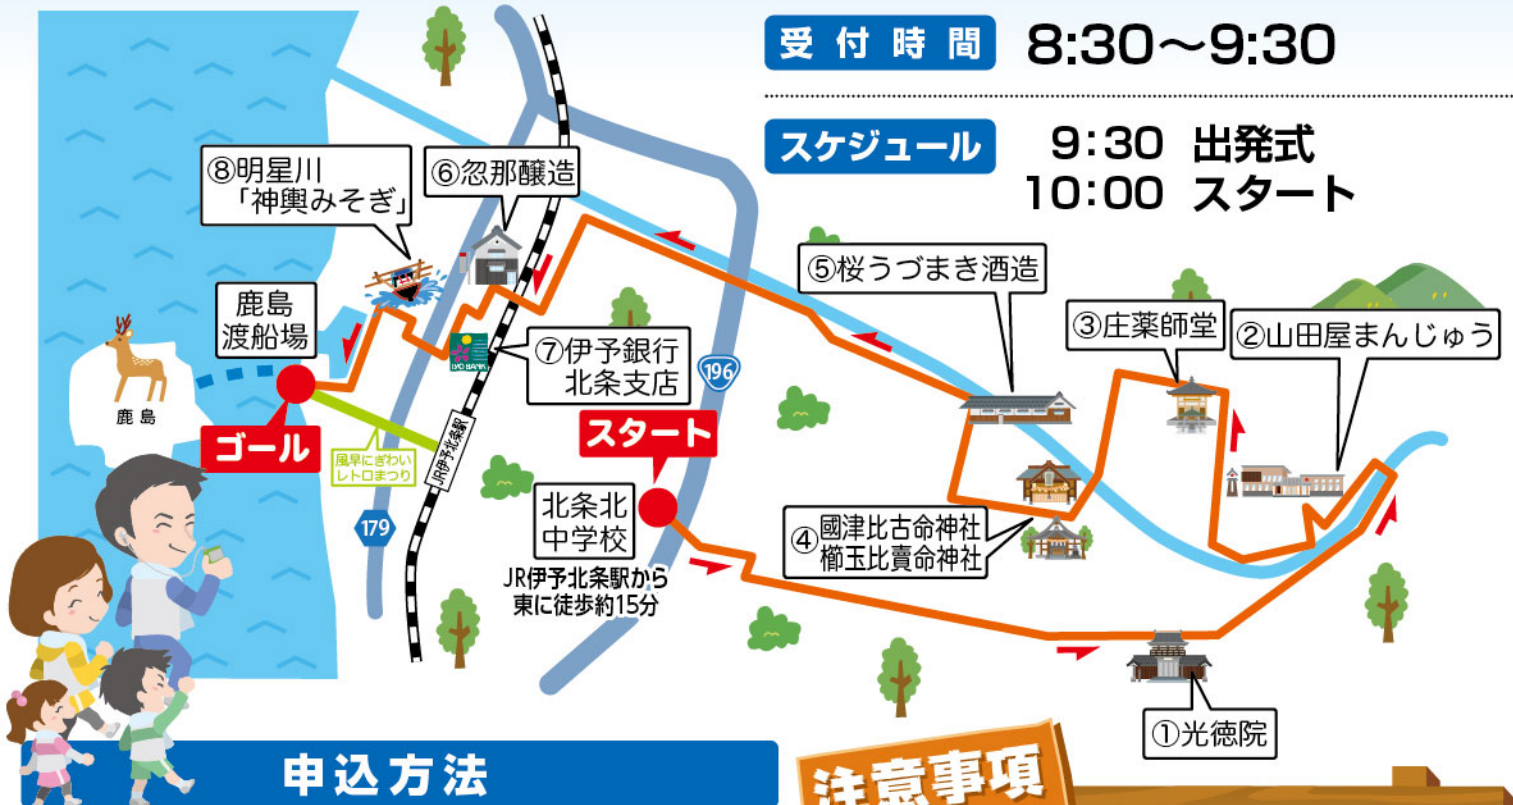 受付時間 8:30～9:30
スケジュール 9:30 出発式
10:00 スタート
⑧明星川
「神輿みそぎ」
⑥忽那醸造
⑤桜うづまき酒造
③庄薬師堂
②山田屋まんじゅう
鹿島
渡船場
⑦伊予銀行
北条支店
IYO BANK
196
鹿島
ゴール
スタート
風早にぎわい
レトロまつり
JR伊予北条駅
179
北条北
中学校
JR伊予北条駅から
東に徒歩約15分
④國津比古命神社
櫛玉比賣命神社
①光徳院
申込方法
注意事項